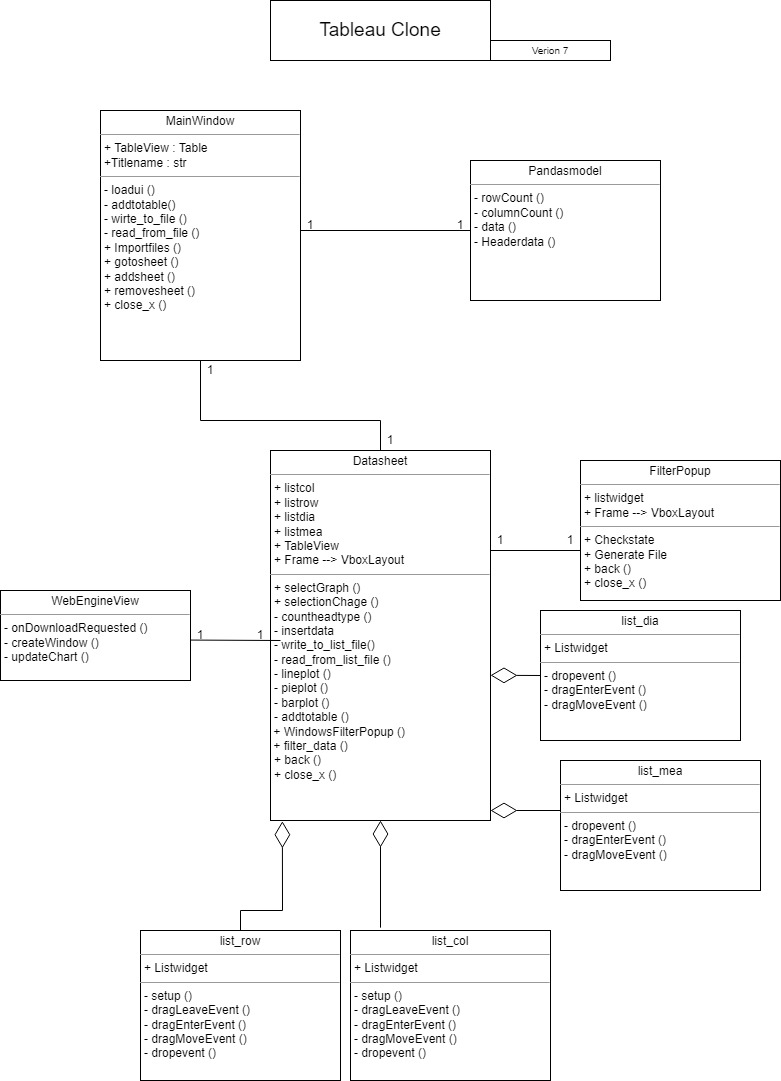 Tableau Clone
Verion 7
MainWindow
+ TableView : Table
+Titlename : str
- loadui ()
- addtotable()
- wirte_to_file ()
- read_from_file ()
+ Importfiles ()
+ gotosheet ()
+ addsheet ()
+ removesheet ()
+ close_x ()
1
1
Pandasmodel
- rowCount ()
- columnCount ()
- data ()
- Headerdata ()
1
1
Datasheet
+ listcol
+ listrow
+ listdia
+ listmea
+ TableView
+ Frame --> VboxLayout
+ selectGraph ()
+ selectionChage ()
- countheadtype ()
- insertdata
- write_to_list_file()
- read_from_list_file ()
- lineplot ()
- pieplot ()
- barplot ()
- addtotable ()
+ WindowsFilterPopup ()
+ filter_data ()
+ back ()
+ close_x ()
1
1
FilterPopup
+ listwidget
+ Frame --> VboxLayout
+ Checkstate
+ Generate File
+ back ()
+ close_x ()
WebEngineView
- onDownloadRequested ()
- createWindow ()
- updateChart ()
1
1
list_dia
+ Listwidget
- dropevent ()
- dragEnterEvent ()
- dragMoveEvent ()
list_mea
+ Listwidget
- dropevent ()
- dragEnterEvent ()
- dragMoveEvent ()
list_row
+ Listwidget
- setup ()
- dragLeaveEvent ()
- dragEnterEvent ()
- dragMoveEvent ()
- dropevent ()
list_col
+ Listwidget
- setup ()
- dragLeaveEvent ()
- dragEnterEvent ()
- dragMoveEvent ()
- dropevent ()